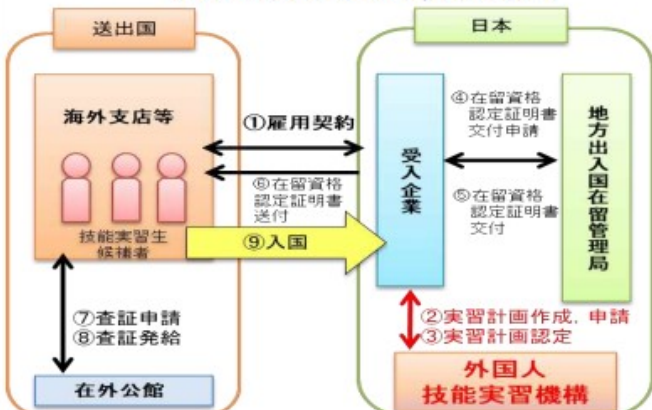 送出国
海外支店等
技能実習生
候補者
⑦査証申請
⑧査証発給
在外公館
①雇用契約
⑥在留資格
認定証明書
送付
⑨入国
日本
受入企業
④在留資格
認定証明書
交付申請
⑤在留資格
認定証明書
交付
地方出入国在留管理局
②実習計画作成，申請
③実習計画認定
外国人
技能実習機構